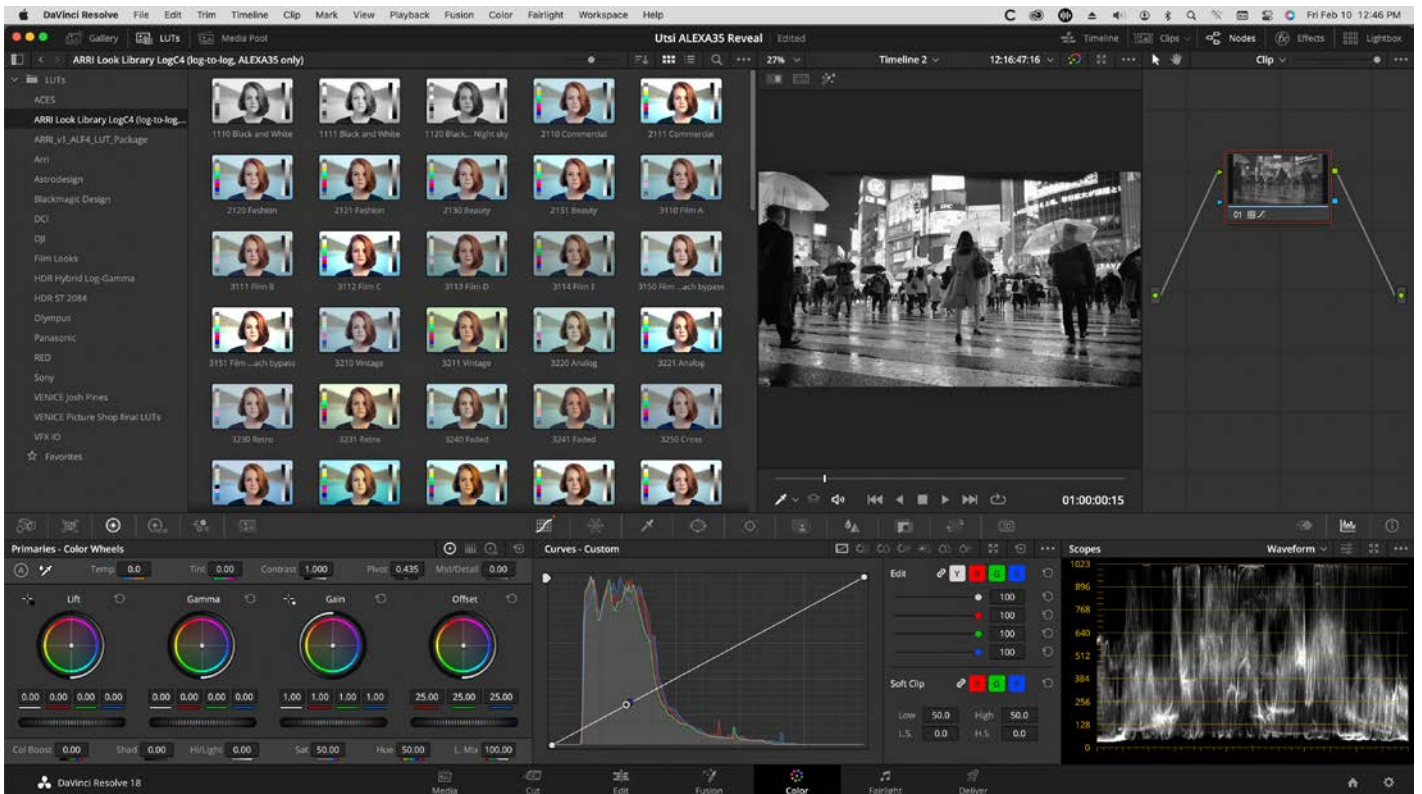 DaVinci Resolve File Edit Trim Timeline Clip Mark View Playback Fusion Color Fairlight Workspace Help Fri Feb 10 12:46 PM
Gallery LUTs Media Pool Utsi ALEXA35 Reveal Edited Timeline Clips Nodes Effects Lightbox
ARRI Look Library LogC4 (log-to-log, ALEXA35 only) 27% Timeline 2 12:16:47:16 Clip
LUTs
ACES
ARRI Look Library LogC4 (log-to-log,...
ARRI_v1_ALF4_LUT_Package
Arri
Astrodesign
Blackmagic Design
DCI
DJI
Film Looks
HDR Hybrid Log-Gamma
HDR ST 2084
Olympus
Panasonic
RED
Sony
VENICE Josh Pines
VENICE Picture Shop final LUTs
VFX IO
Favorites
1110 Black and White 1111 Black and White 1120 Black... Night sky 2110 Commercial 2111 Commercial
2120 Fashion 2121 Fashion 2130 Beauty 2131 Beauty 3110 Film A
3111 Film B 3112 Film C 3113 Film D 3114 Film E 3150 Film ...ach bypass
3151 Film ...ach bypass 3210 Vintage 3211 Vintage 3220 Analog 3221 Analog
3230 Retro 3231 Retro 3240 Faded 3241 Faded 3250 Cross
01
01:00:00:15
Primaries - Color Wheels
Temp 0.0 Tint 0.00 Contrast 1.000 Pivot 0.435 Mid/Detail 0.00
Lift Gamma Gain Offset
0.00 0.00 0.00 0.00 0.00 0.00 0.00 0.00 1.00 1.00 1.00 1.00 25.00 25.00 25.00
Col Boost 0.00 Shad 0.00 Hi/Light 0.00 Sat 50.00 Hue 50.00 L. Mix 100.00
Curves - Custom
Edit Y R G B
100
100
100
100
Soft Clip R G B
Low 50.0 High 50.0
L.S. 0.0 H.S. 0.0
Scopes Waveform
1023
896
768
640
512
384
256
128
0
DaVinci Resolve 18 Media Cut Edit Fusion Color Fairlight Deliver